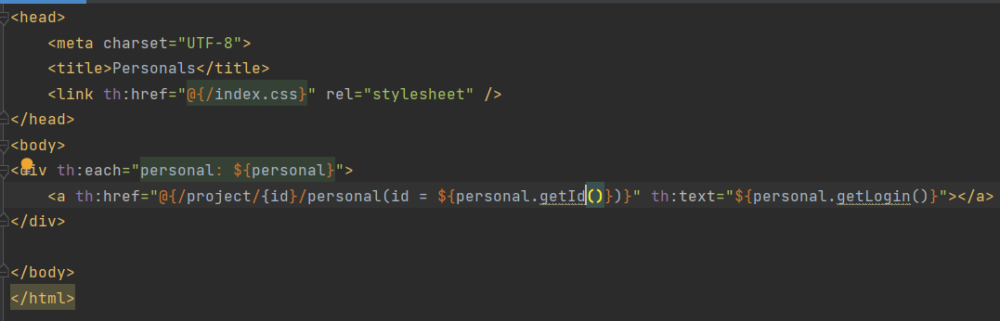 <head>
    <meta charset="UTF-8">
    <title>Personals</title>
    <link th:href="@{/index.css}" rel="stylesheet" />
</head>
<body>
<div th:each="personal: ${personal}">
    <a th:href="@{/project/{id}/personal(id = ${personal.getId()})}" th:text="${personal.getLogin()}"></a>
</div>

</body>
</html>